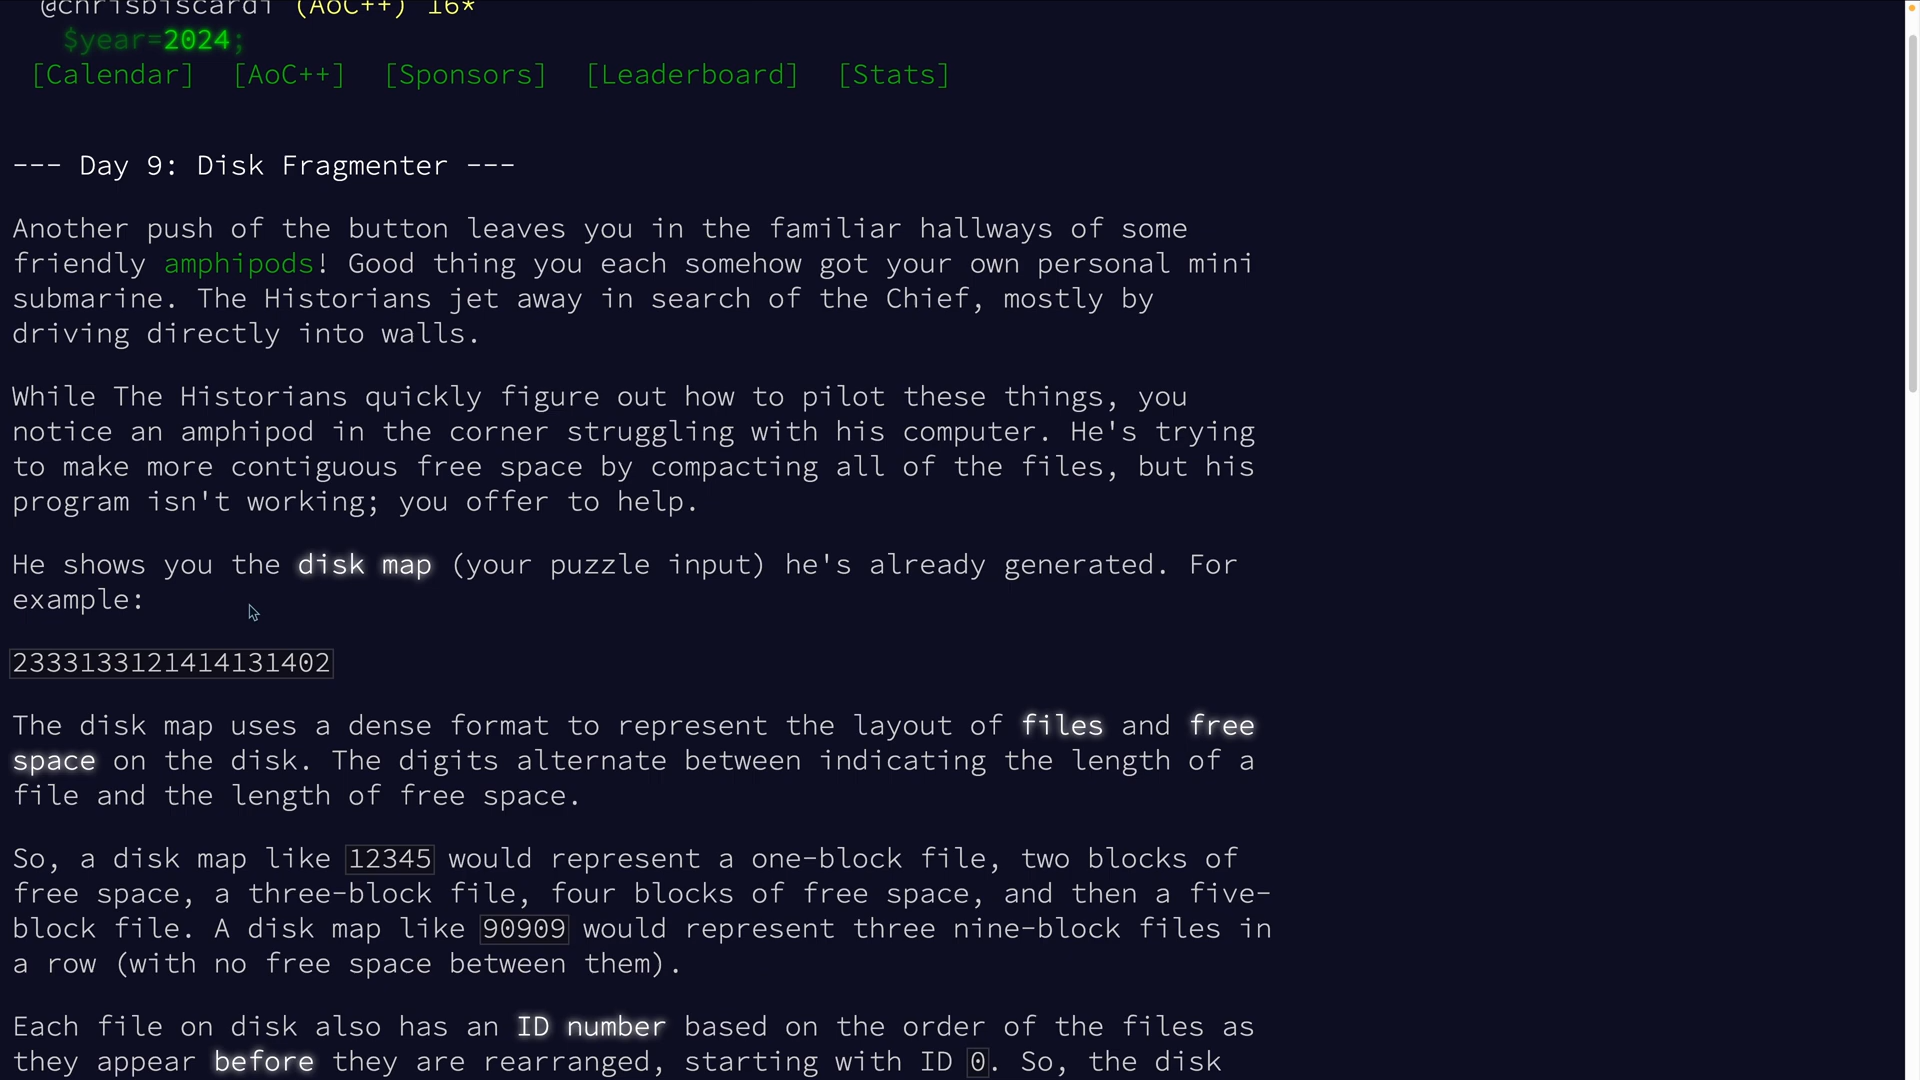 @chrisbiscardi (AoC++) 16*
$year=2024;
[Calendar] [AoC++] [Sponsors] [Leaderboard] [Stats]
--- Day 9: Disk Fragmenter ---
Another push of the button leaves you in the familiar hallways of some
friendly amphipods! Good thing you each somehow got your own personal mini
submarine. The Historians jet away in search of the Chief, mostly by
driving directly into walls.
While The Historians quickly figure out how to pilot these things, you
notice an amphipod in the corner struggling with his computer. He's trying
to make more contiguous free space by compacting all of the files, but his
program isn't working; you offer to help.
He shows you the disk map (your puzzle input) he's already generated. For
example:
2333133121414131402
The disk map uses a dense format to represent the layout of files and free
space on the disk. The digits alternate between indicating the length of a
file and the length of free space.
So, a disk map like 12345 would represent a one-block file, two blocks of
free space, a three-block file, four blocks of free space, and then a five-
block file. A disk map like 90909 would represent three nine-block files in
a row (with no free space between them).
Each file on disk also has an ID number based on the order of the files as
they appear before they are rearranged, starting with ID 0. So, the disk